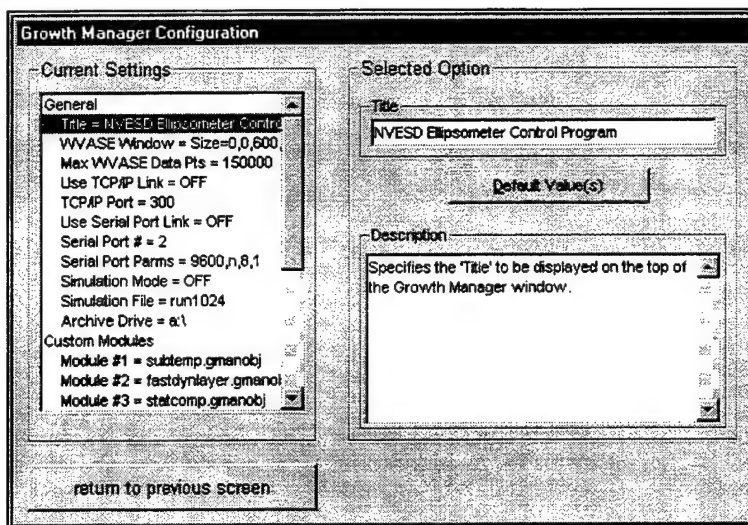 Growth Manager Configuration
Current Settings
General
Title = NVESD Ellipsometer Contro
WVASE Window = Size=0,0,600,
Max WVASE Data Pts = 150000
Use TCP/IP Link = OFF
TCP/IP Port = 300
Use Serial Port Link = OFF
Serial Port # = 2
Serial Port Parms = 9600,n,8,1
Simulation Mode = OFF
Simulation File = run1024
Archive Drive = a:\
Custom Modules
Module #1 = subtemp.gmanobj
Module #2 = fastdynlayer.gmanobj
Module #3 = statcomp.gmanobj
return to previous screen
Selected Option
Title
NVESD Ellipsometer Control Program
Default Value(s)
Description
Specifies the 'Title' to be displayed on the top of
the Growth Manager window.